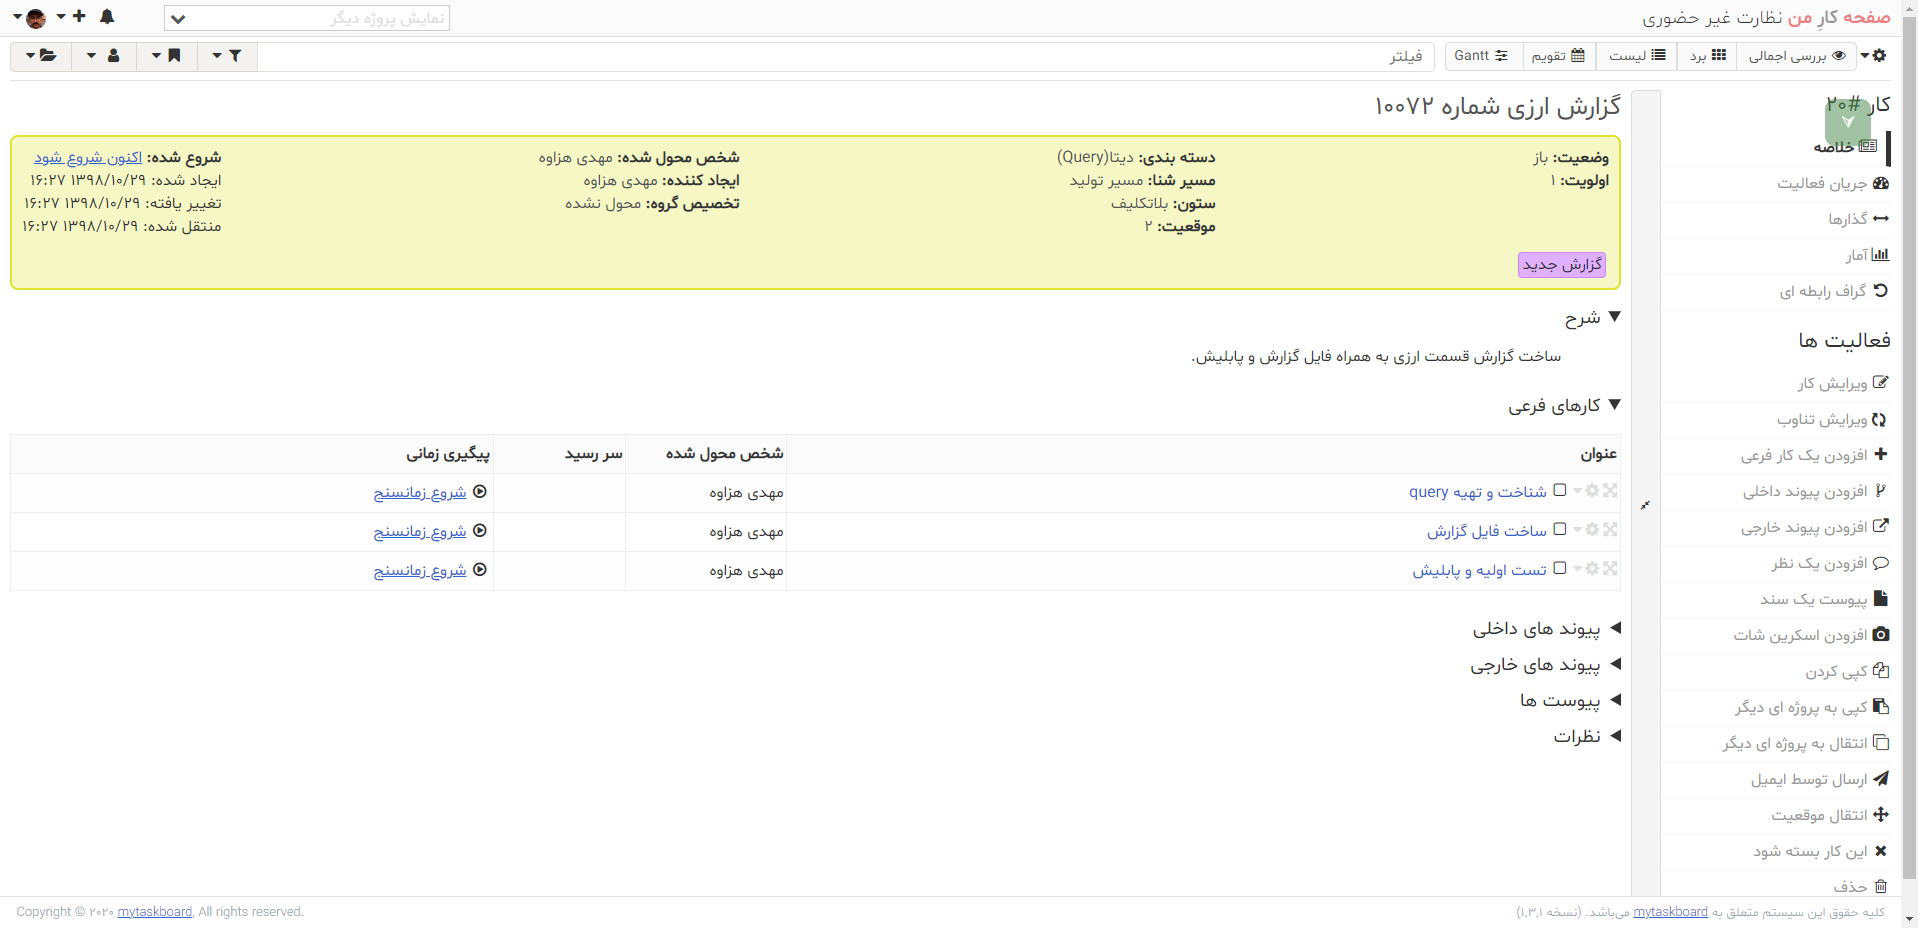 صفحه کارِ من نظارت غیر حضوری
نمایش پروژه دیگر
بررسی اجمالی
برد
لیست
تقویم
Gantt
فیلتر
کار #۲۰
خلاصه
جریان فعالیت
گذارها
آمار
گراف رابطه ای
فعالیت ها
ویرایش کار
ویرایش تناوب
افزودن یک کار فرعی
افزودن پیوند داخلی
افزودن پیوند خارجی
افزودن یک نظر
پیوست یک سند
افزودن اسکرین شات
کپی کردن
کپی به پروژه ای دیگر
انتقال به پروژه ای دیگر
ارسال توسط ایمیل
انتقال موقعیت
این کار بسته شود
حذف
گزارش ارزی شماره ۱۰۰۷۲
وضعیت: باز
اولویت: ۱
دسته بندی: دیتا(Query)
مسیر شنا: مسیر تولید
ستون: بلاتکلیف
موقعیت: ۲
شخص محول شده: مهدی هزاوه
ایجاد کننده: مهدی هزاوه
تخصیص گروه: محول نشده
شروع شده: اکنون شروع شود
ایجاد شده: ۱۳۹۸/۱۰/۲۹ ۱۶:۲۷
تغییر یافته: ۱۳۹۸/۱۰/۲۹ ۱۶:۲۷
منتقل شده: ۱۳۹۸/۱۰/۲۹ ۱۶:۲۷
گزارش جدید
شرح
ساخت گزارش قسمت ارزی به همراه فایل گزارش و پابلیش.
کارهای فرعی
عنوان شخص محول شده سر رسید پیگیری زمانی
شناخت و تهیه query مهدی هزاوه شروع زمانسنج
ساخت فایل گزارش مهدی هزاوه شروع زمانسنج
تست اولیه و پابلیش مهدی هزاوه شروع زمانسنج
پیوند های داخلی
پیوند های خارجی
پیوست ها
نظرات
کلیه حقوق این سیستم متعلق به mytaskboard می‌باشد. (نسخه ۱,۳,۱)
Copyright © ۲۰۲۰ mytaskboard, All rights reserved.